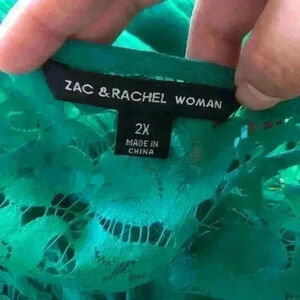 ZAC & RACHEL WOMAN
2X
MADE IN
CHINA